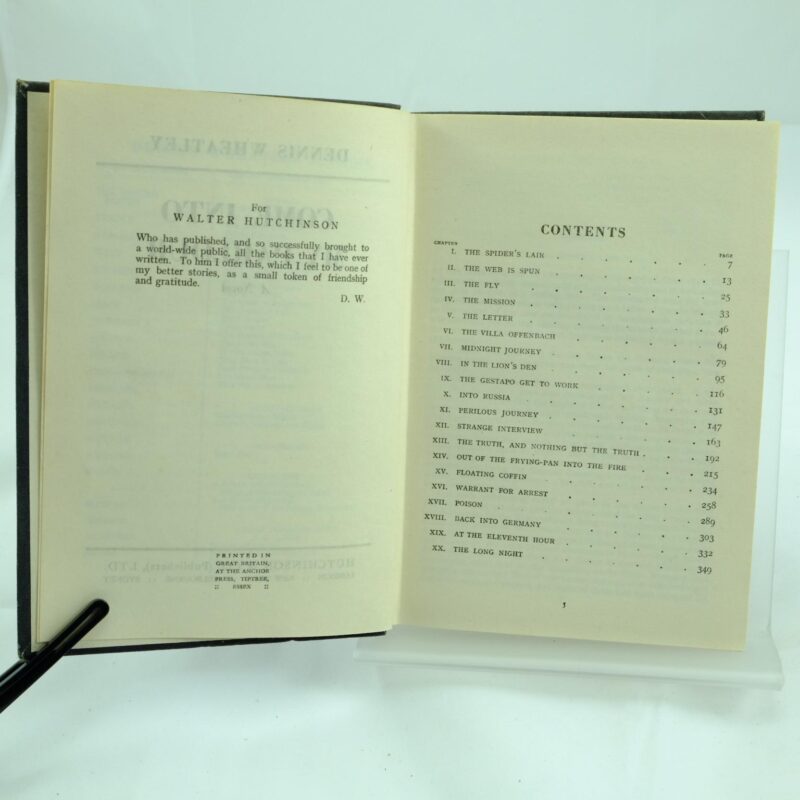 For
WALTER HUTCHINSON
Who has published, and so successfully brought to
a world-wide public, all the books that I have ever
written. To him I offer this, which I feel to be one of
my better stories, as a small token of friendship
and gratitude.
D. W.
PRINTED IN
GREAT BRITAIN,
AT THE ANCHOR
PRESS, TIPTREE,
:: ESSEX ::
CONTENTS
CHAPTER PAGE
I. THE SPIDER'S LAIR . . . . . . 7
II. THE WEB IS SPUN . . . . . . 13
III. THE FLY . . . . . . 25
IV. THE MISSION . . . . . . 33
V. THE LETTER . . . . . . 46
VI. THE VILLA OFFENBACH . . . . . 64
VII. MIDNIGHT JOURNEY . . . . . . 79
VIII. IN THE LION'S DEN . . . . . . 95
IX. THE GESTAPO GET TO WORK . . . . . 116
X. INTO RUSSIA . . . . . . 131
XI. PERILOUS JOURNEY . . . . . . 147
XII. STRANGE INTERVIEW . . . . . . 163
XIII. THE TRUTH, AND NOTHING BUT THE TRUTH . . . 192
XIV. OUT OF THE FRYING-PAN INTO THE FIRE . . . 215
XV. FLOATING COFFIN . . . . . . 234
XVI. WARRANT FOR ARREST . . . . . 258
XVII. POISON . . . . . . 289
XVIII. BACK INTO GERMANY . . . . . 303
XIX. AT THE ELEVENTH HOUR . . . . . 332
XX. THE LONG NIGHT . . . . . . 349
5